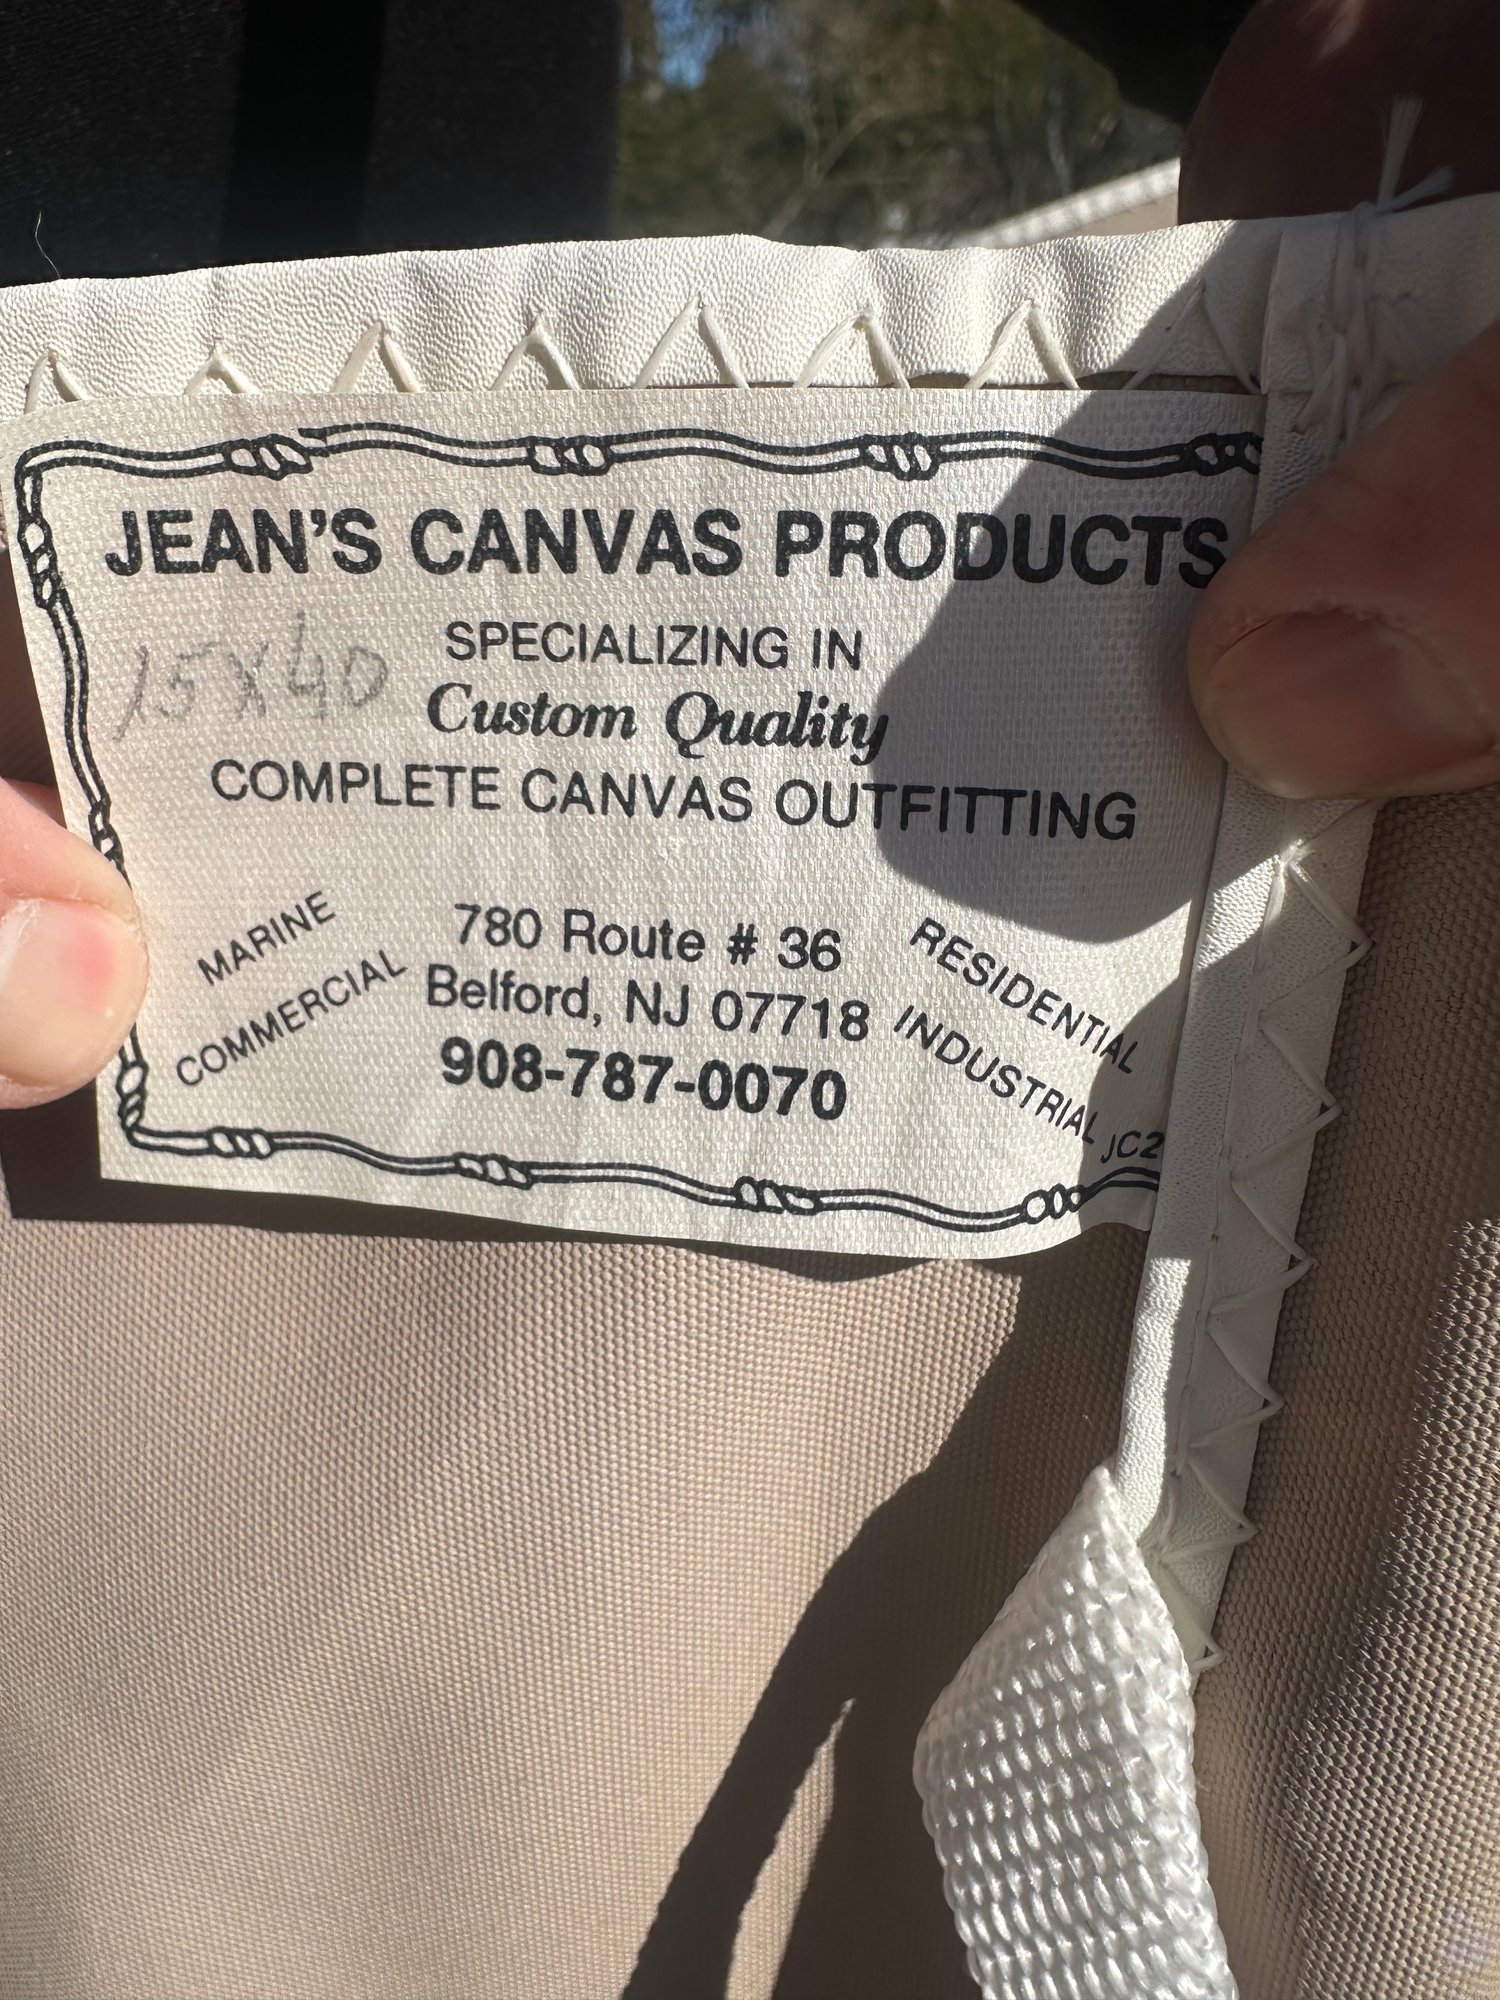 JEAN'S CANVAS PRODUCTS
15X40
SPECIALIZING IN
Custom Quality
COMPLETE CANVAS OUTFITTING
MARINE
COMMERCIAL
780 Route # 36
Belford, NJ 07718
908-787-0070
RESIDENTIAL
INDUSTRIAL
JC2